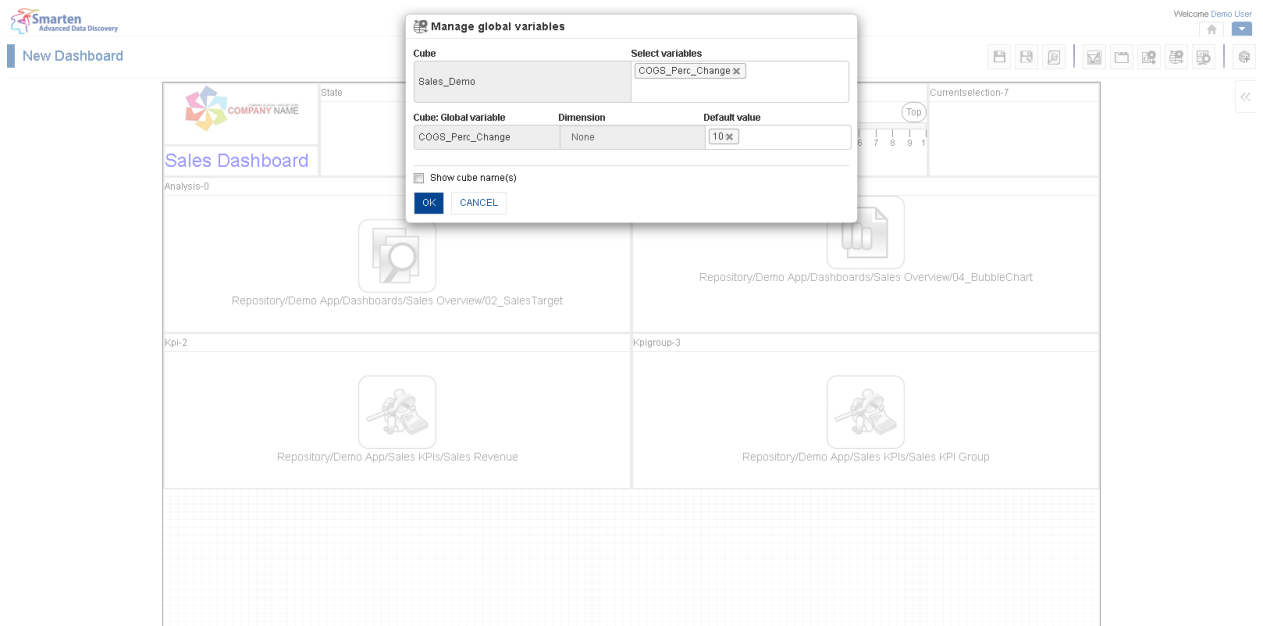 Smarten
Advanced Data Discovery
Welcome Demo User
New Dashboard
Manage global variables
Cube
Select variables
Sales_Demo
COGS_Perc_Change
Cube: Global variable
Dimension
Default value
COGS_Perc_Change
None
10
Show cube name(s)
OK
CANCEL
COMPANY NAME
State
Currentselection-7
Top
6 7 8 9 1
Sales Dashboard
Analysis-0
Repository/Demo App/Dashboards/Sales Overview/02_SalesTarget
Repository/Demo App/Dashboards/Sales Overview/04_BubbleChart
Kpi-2
Kpigroup-3
Repository/Demo App/Sales KPIs/Sales Revenue
Repository/Demo App/Sales KPIs/Sales KPI Group